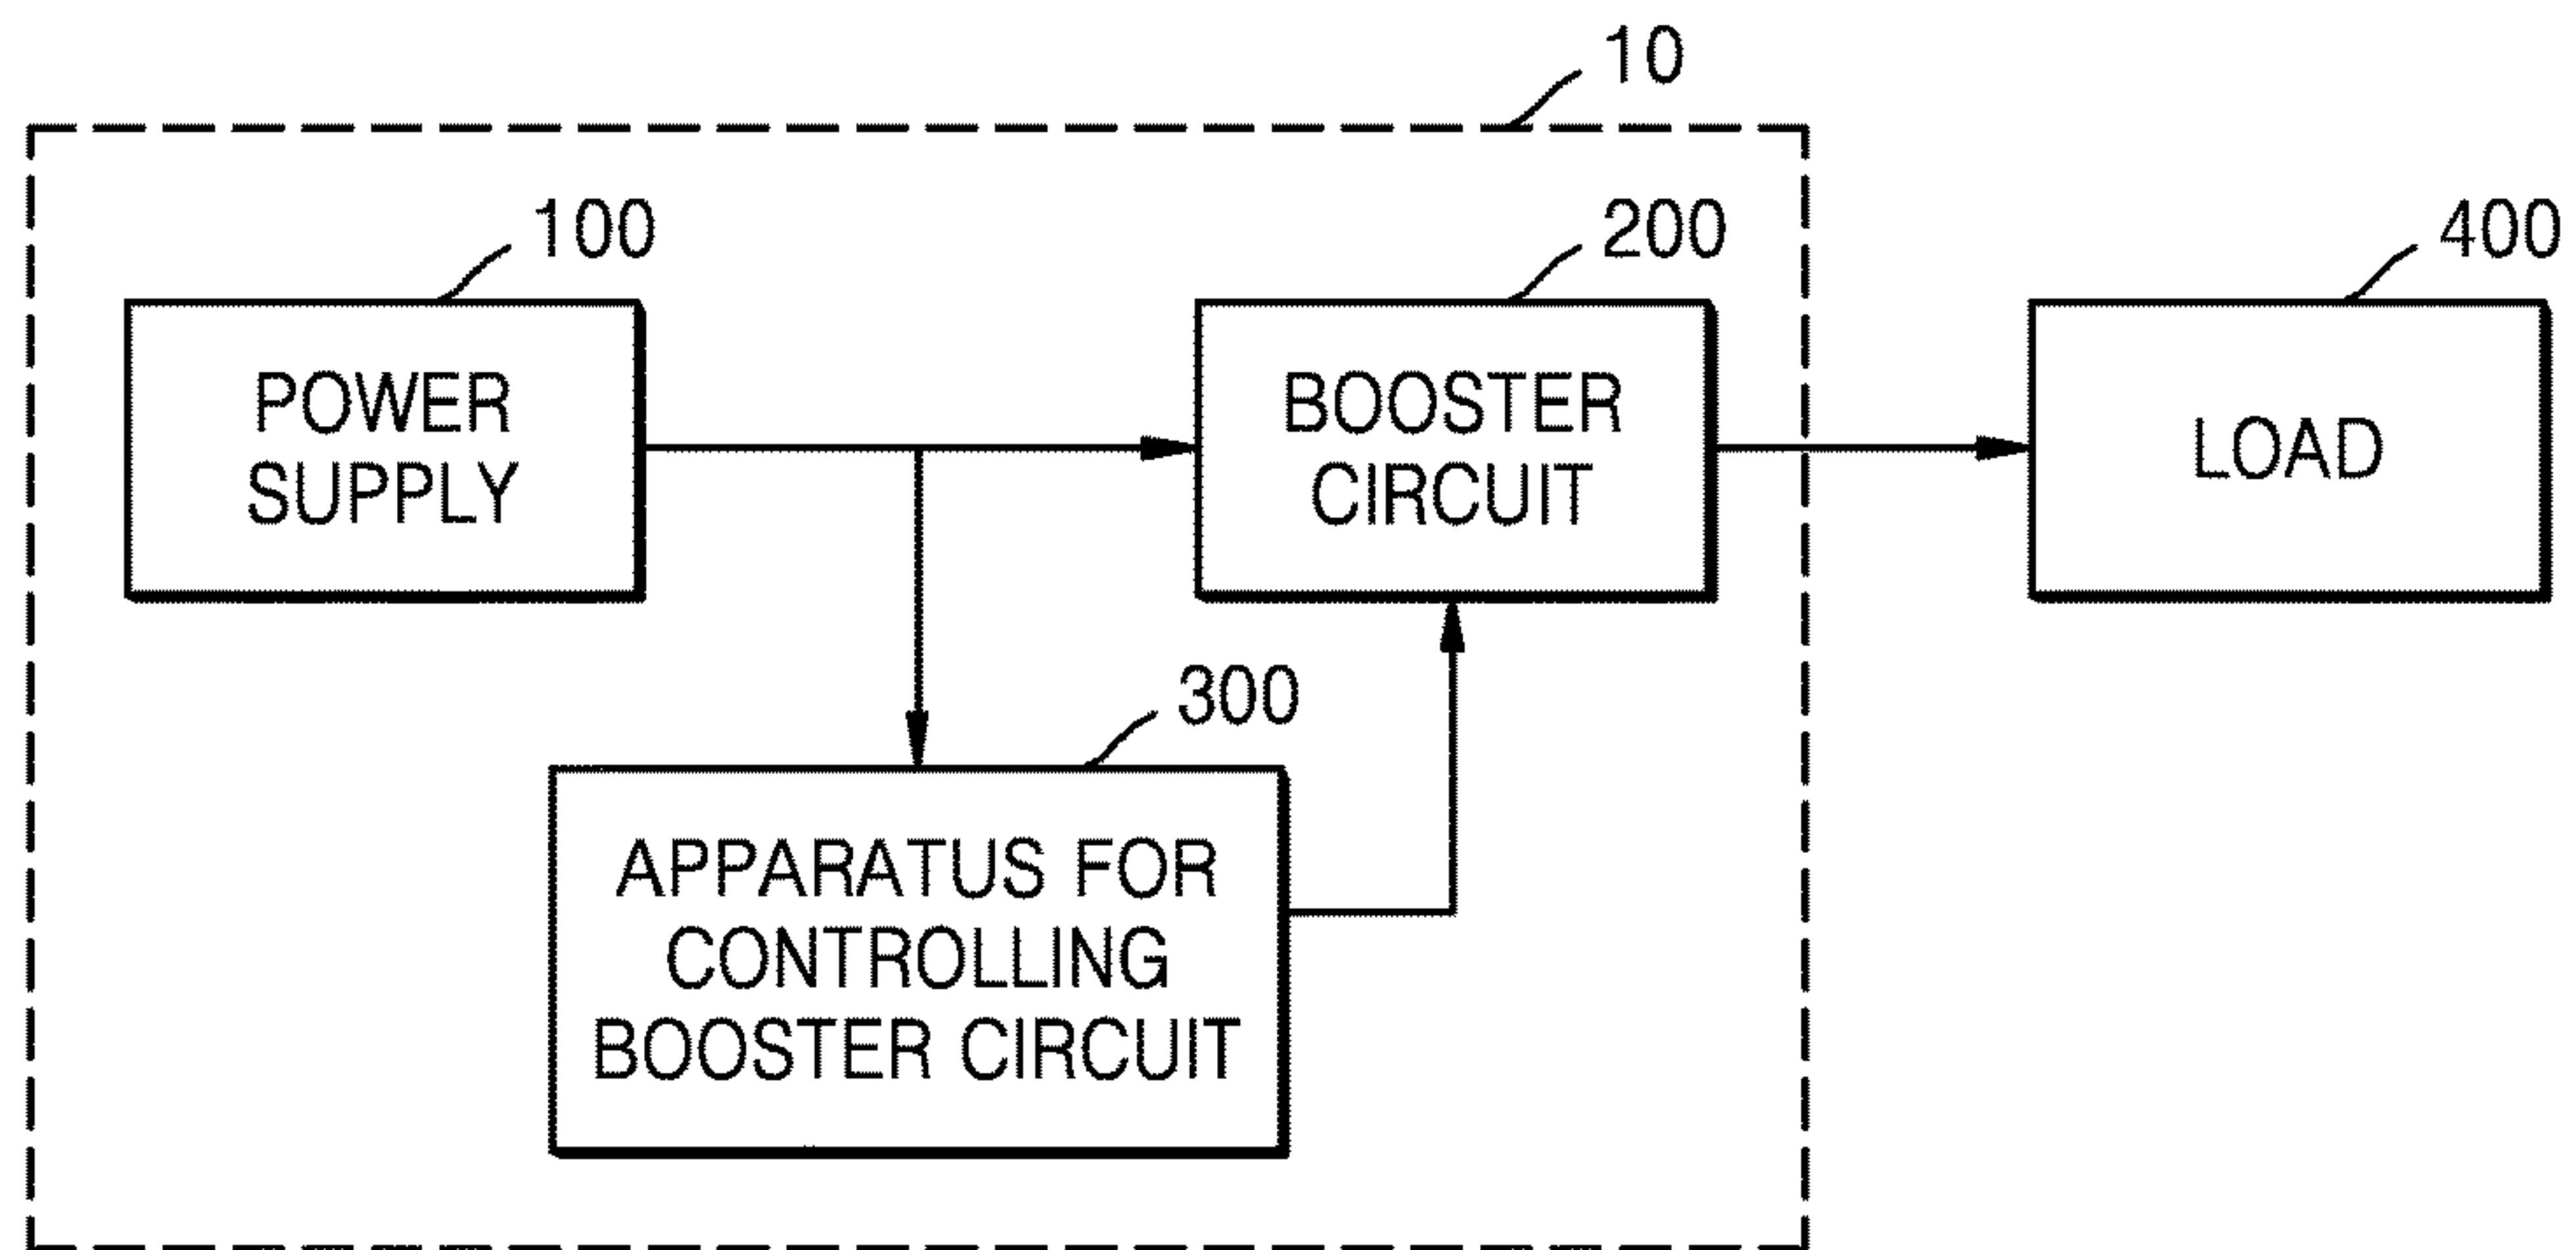 10
100
200
400
POWER
SUPPLY
BOOSTER
CIRCUIT
LOAD
300
APPARATUS FOR
CONTROLLING
BOOSTER CIRCUIT